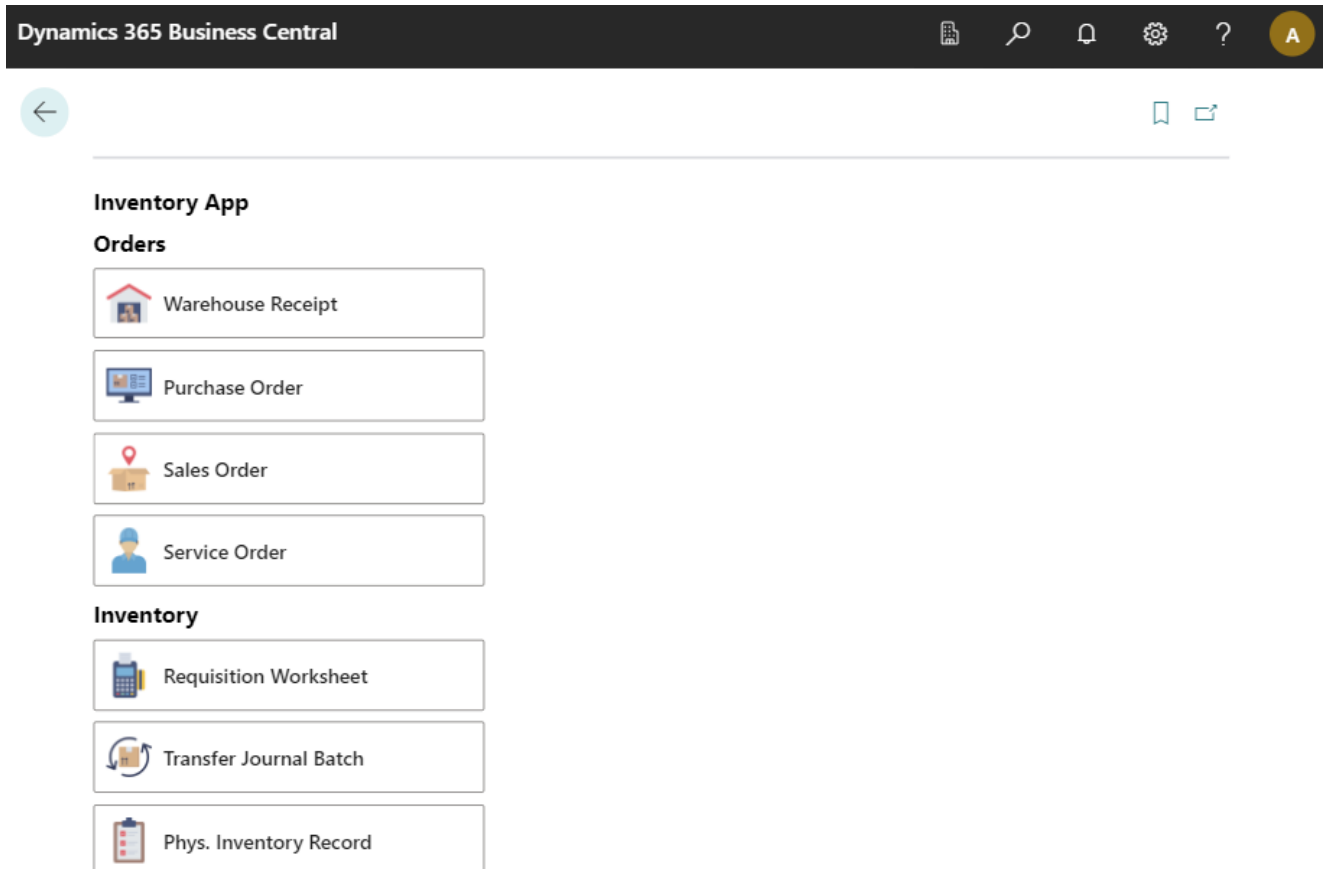 Dynamics 365 Business Central
A
Inventory App
Orders
Warehouse Receipt
Purchase Order
Sales Order
Service Order
Inventory
Requisition Worksheet
Transfer Journal Batch
Phys. Inventory Record